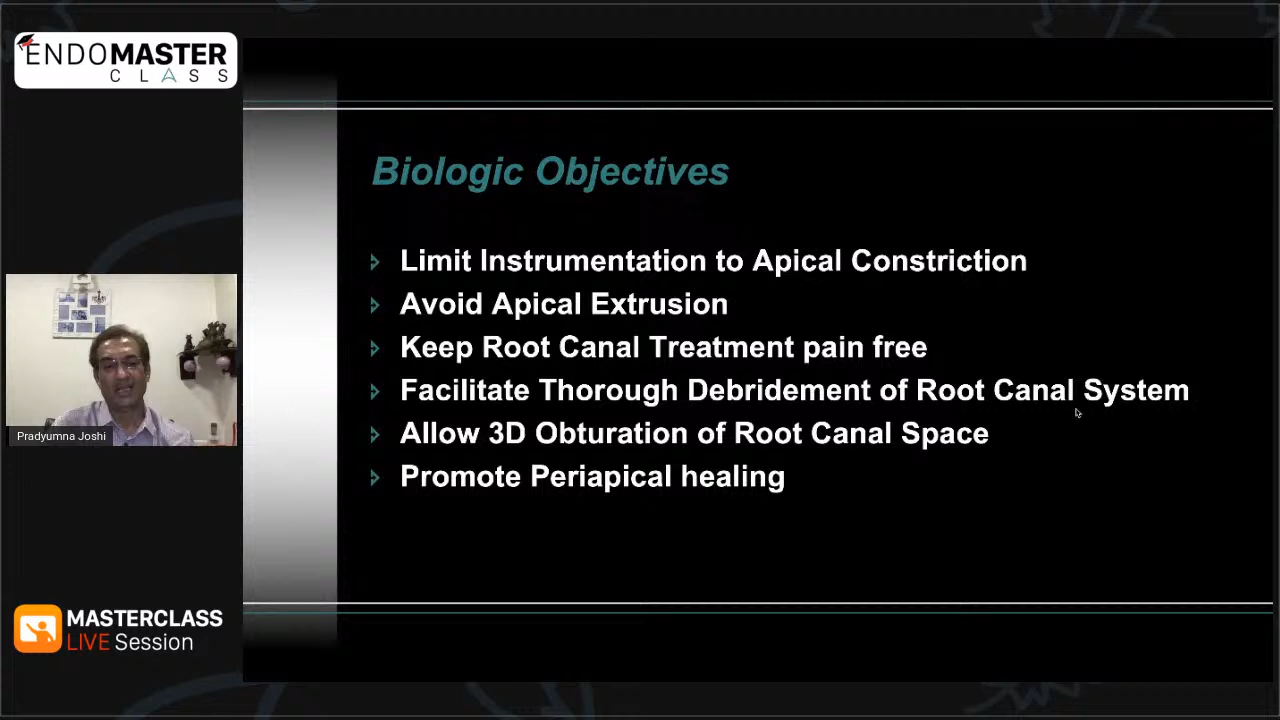 ENDOMASTER
CLASS
Biologic Objectives
Limit Instrumentation to Apical Constriction
Avoid Apical Extrusion
Keep Root Canal Treatment pain free
Facilitate Thorough Debridement of Root Canal System
Allow 3D Obturation of Root Canal Space
Promote Periapical healing
Pradyumna Joshi
MASTERCLASS
LIVE Session